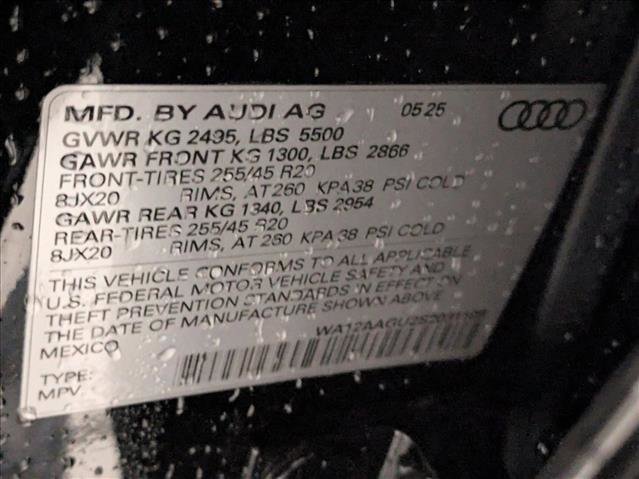 MFD. BY AUDI AG 05 25
GVWR KG 2495, LBS 5500
GAWR FRONT KG 1300, LBS 2866
FRONT-TIRES 255/45 R20
8JX20 RIMS, AT 260 KPA 38 PSI COLD
GAWR REAR KG 1340, LBS 2954
REAR-TIRES 255/45 R20
8JX20 RIMS, AT 260 KPA 38 PSI COLD
THIS VEHICLE CONFORMS TO ALL APPLICABLE
U.S. FEDERAL MOTOR VEHICLE SAFETY AND
THEFT PREVENTION STANDARDS IN EFFECT ON
THE DATE OF MANUFACTURE SHOWN ABOVE
MEXICO
TYPE:
MPV